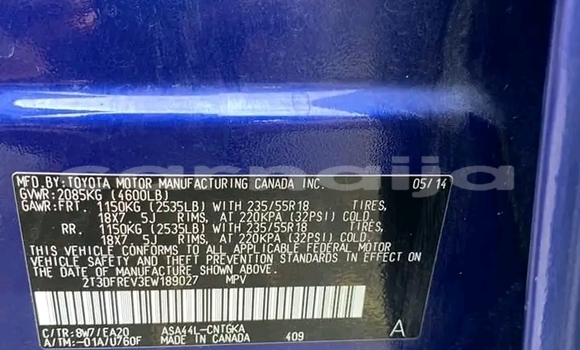 carnaija
MFD.BY:TOYOTA MOTOR MANUFACTURING CANADA INC. 05/14
GVWR:2085KG (4600LB)
GAWR:FRT. 1150KG (2535LB) WITH 235/55R18 TIRES,
18X7.5J RIMS, AT 220KPA (32PSI) COLD.
RR. 1150KG (2535LB) WITH 235/55R18 TIRES,
18X7.5J RIMS, AT 220KPA (32PSI) COLD.
THIS VEHICLE CONFORMS TO ALL APPLICABLE FEDERAL MOTOR
VEHICLE SAFETY AND THEFT PREVENTION STANDARDS IN EFFECT ON
THE DATE OF MANUFACTURE SHOWN ABOVE.
2T3DFREV3EW189027 MPV
C/TR:8W7/EA20 ASA44L-CNTGKA
A/TM:-01A/U760F MADE IN CANADA 409 A